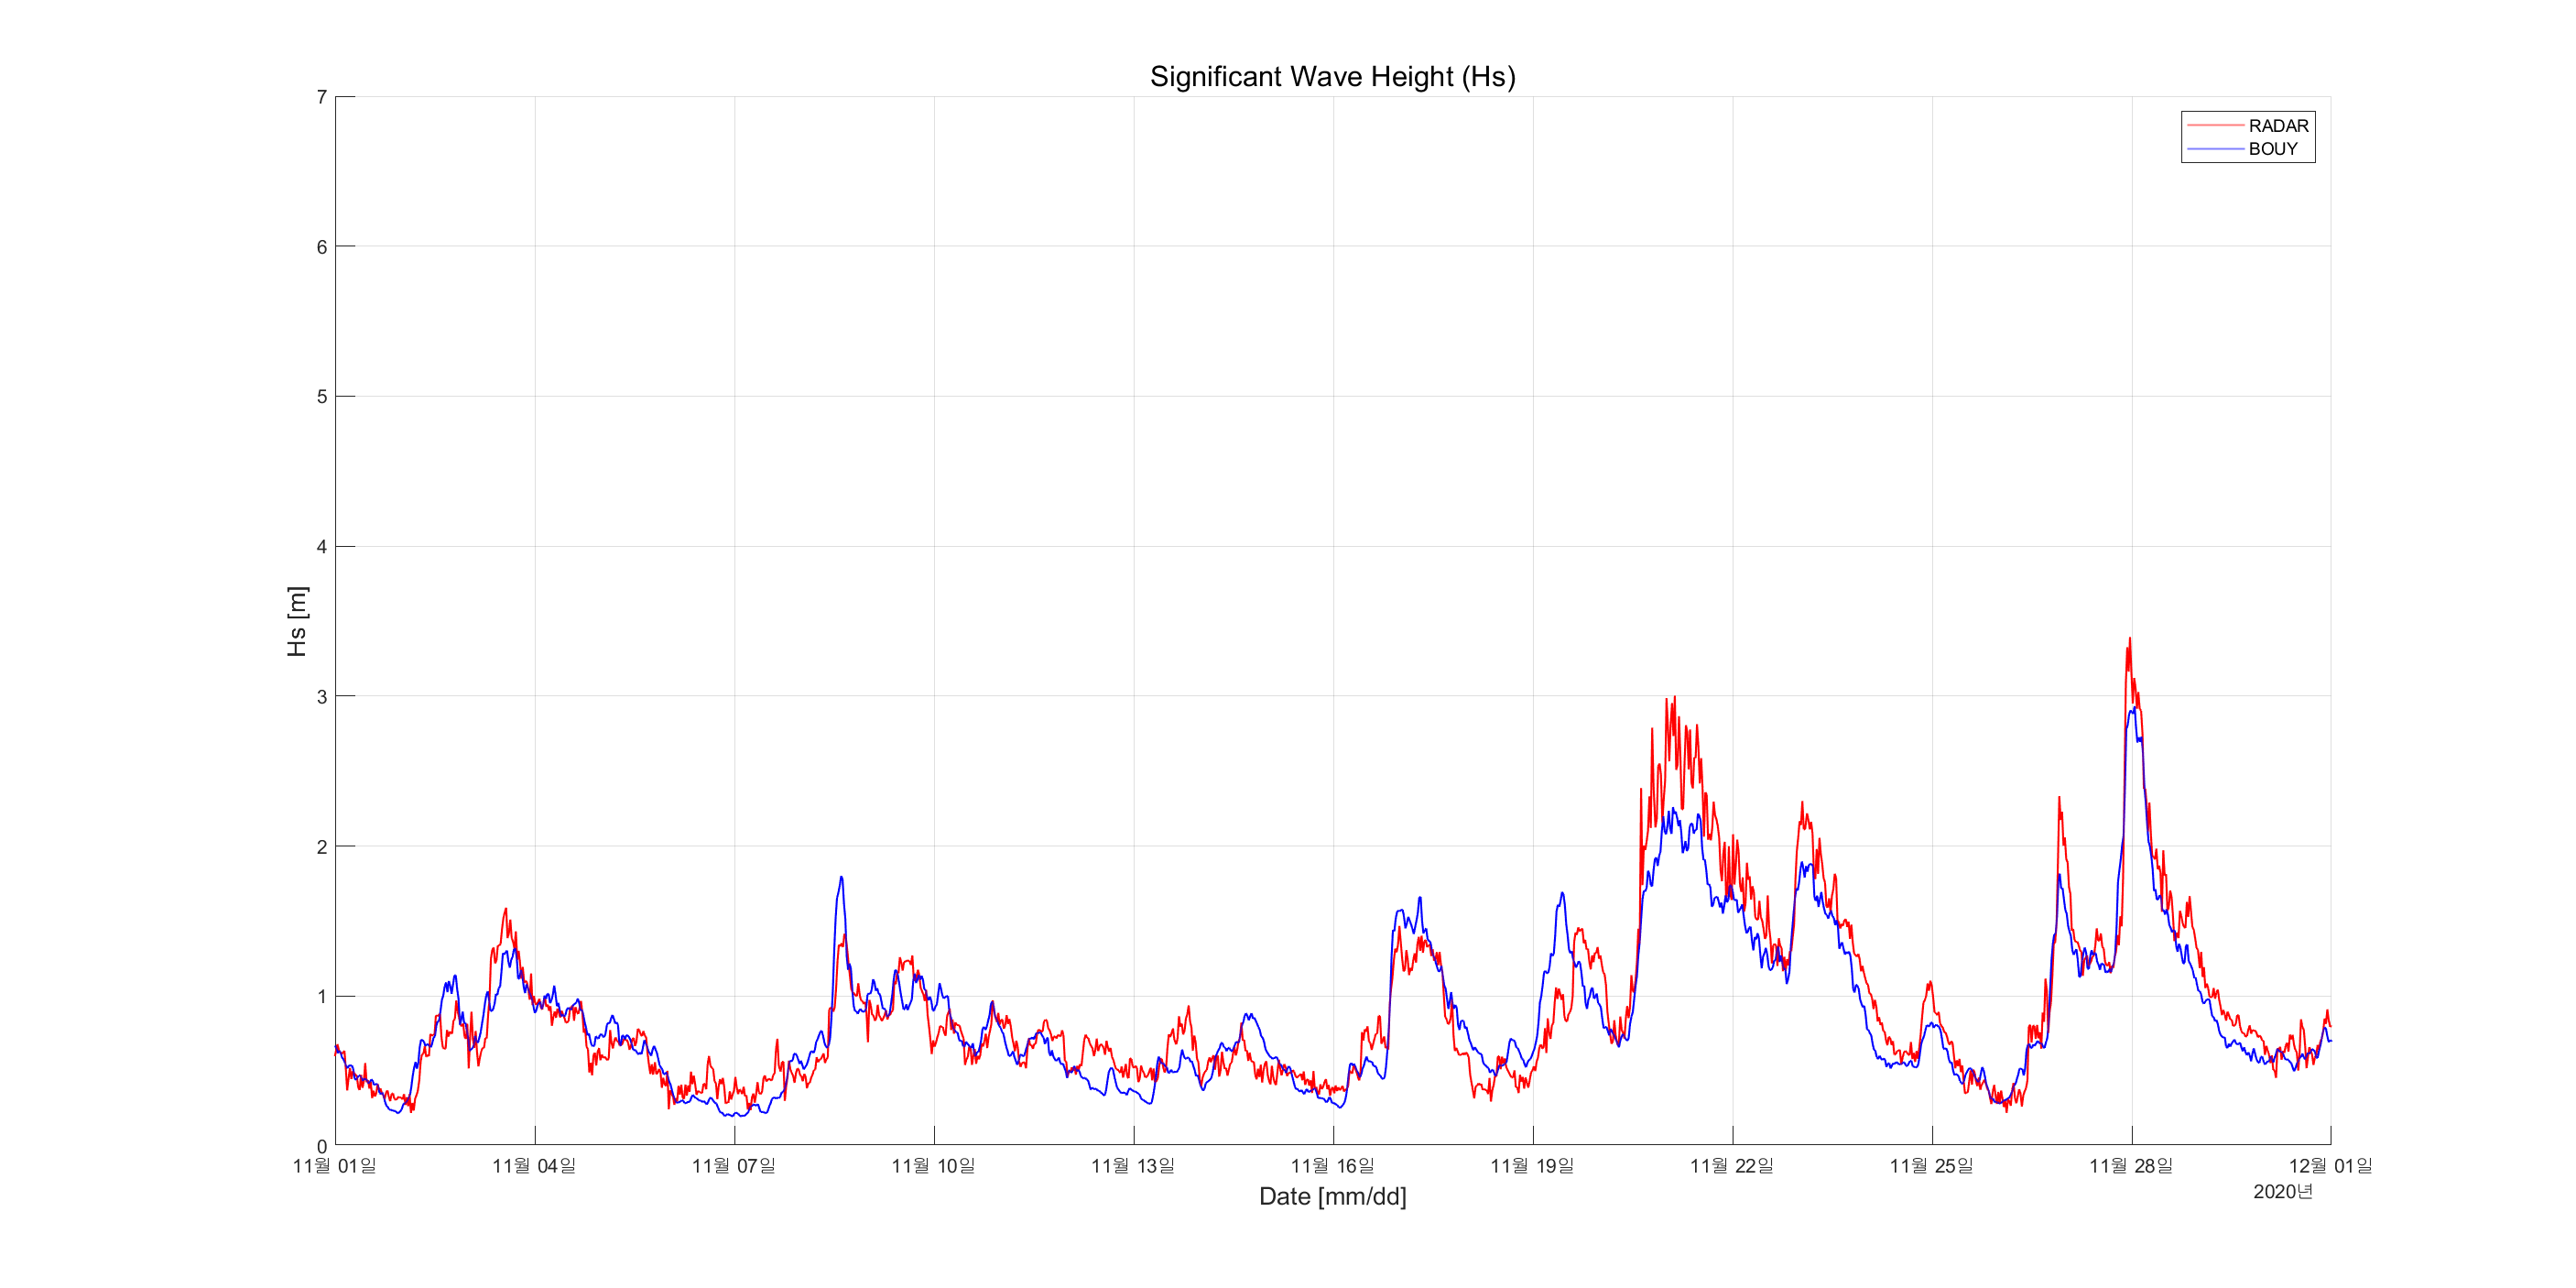 Significant Wave Height (Hs)
RADAR
BOUY
7
6
5
4
3
2
1
0
Hs [m]
11월 01일
11월 04일
11월 07일
11월 10일
11월 13일
11월 16일
11월 19일
11월 22일
11월 25일
11월 28일
12월 01일
2020년
Date [mm/dd]